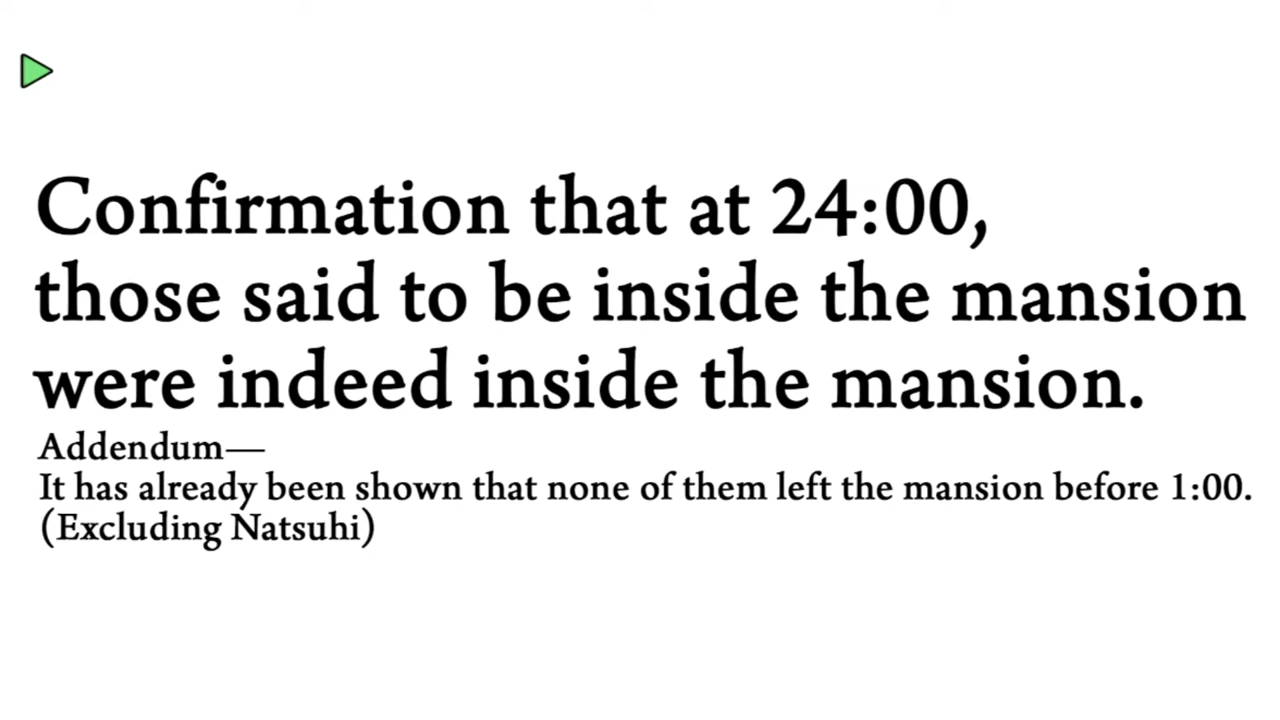 Confirmation that at 24:00,
those said to be inside the mansion
were indeed inside the mansion.
Addendum—
It has already been shown that none of them left the mansion before 1:00.
(Excluding Natsuhi)